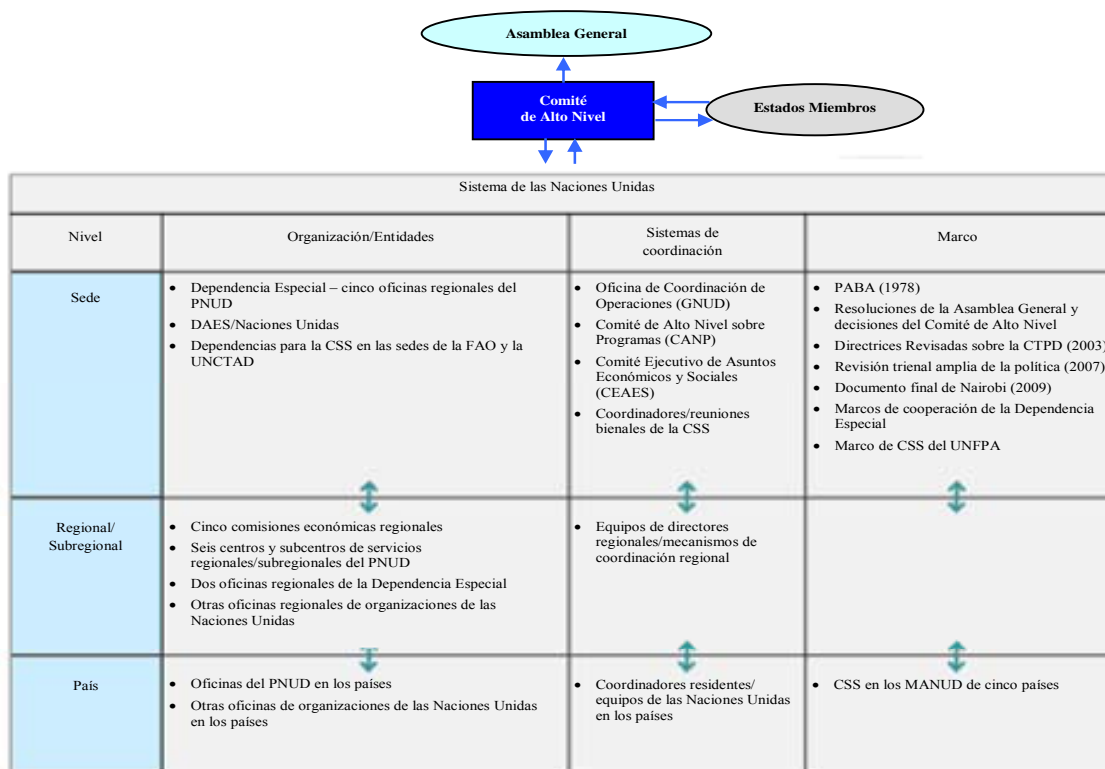 Asamblea General
Comité
de Alto Nivel
Estados Miembros
Sistema de las Naciones Unidas
Nivel
Organización/Entidades
Sistemas de
coordinación
Marco
Sede
• Dependencia Especial – cinco oficinas regionales del
PNUD
• DAES/Naciones Unidas
• Dependencias para la CSS en las sedes de la FAO y la
UNCTAD
• Oficina de Coordinación de
Operaciones (GNUD)
• Comité de Alto Nivel sobre
Programas (CANP)
• Comité Ejecutivo de Asuntos
Económicos y Sociales
(CEAES)
• Coordinadores/reuniones
bienales de la CSS
• PABA (1978)
• Resoluciones de la Asamblea General y
decisiones del Comité de Alto Nivel
• Directrices Revisadas sobre la CTPD (2003)
• Revisión trienal amplia de la política (2007)
• Documento final de Nairobi (2009)
• Marcos de cooperación de la Dependencia
Especial
• Marco de CSS del UNFPA
Regional/
Subregional
• Cinco comisiones económicas regionales
• Seis centros y subcentros de servicios
regionales/subregionales del PNUD
• Dos oficinas regionales de la Dependencia Especial
• Otras oficinas regionales de organizaciones de las
Naciones Unidas
• Equipos de directores
regionales/mecanismos de
coordinación regional
País
• Oficinas del PNUD en los países
• Otras oficinas de organizaciones de las Naciones Unidas
en los países
• Coordinadores residentes/
equipos de las Naciones Unidas
en los países
• CSS en los MANUD de cinco países